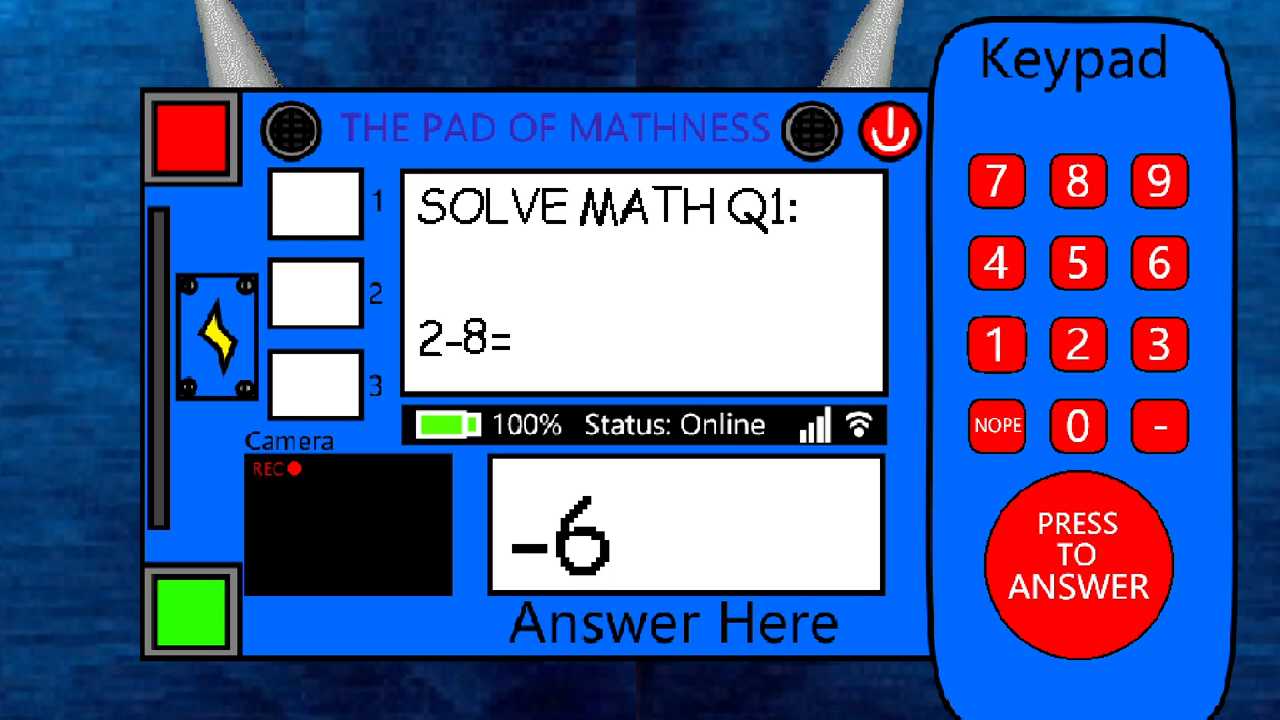 Keypad
THE PAD OF MATHNESS
1
2
3
SOLVE MATH Q1:
2-8=
7 8 9
4 5 6
1 2 3
NOPE 0 -
100% Status: Online
Camera
REC
-6
Answer Here
PRESS
TO
ANSWER